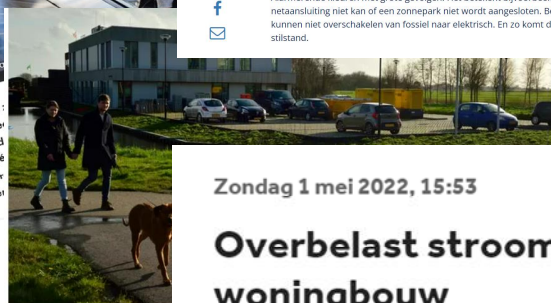 netaansluiting niet kan of een zonnepark niet wordt aangesloten.
kunnen niet overschakelen van fossiel naar elektrisch. En zo komt d
stilstand.
Zondag 1 mei 2022, 15:53
Overbelast stroom
woningbouw